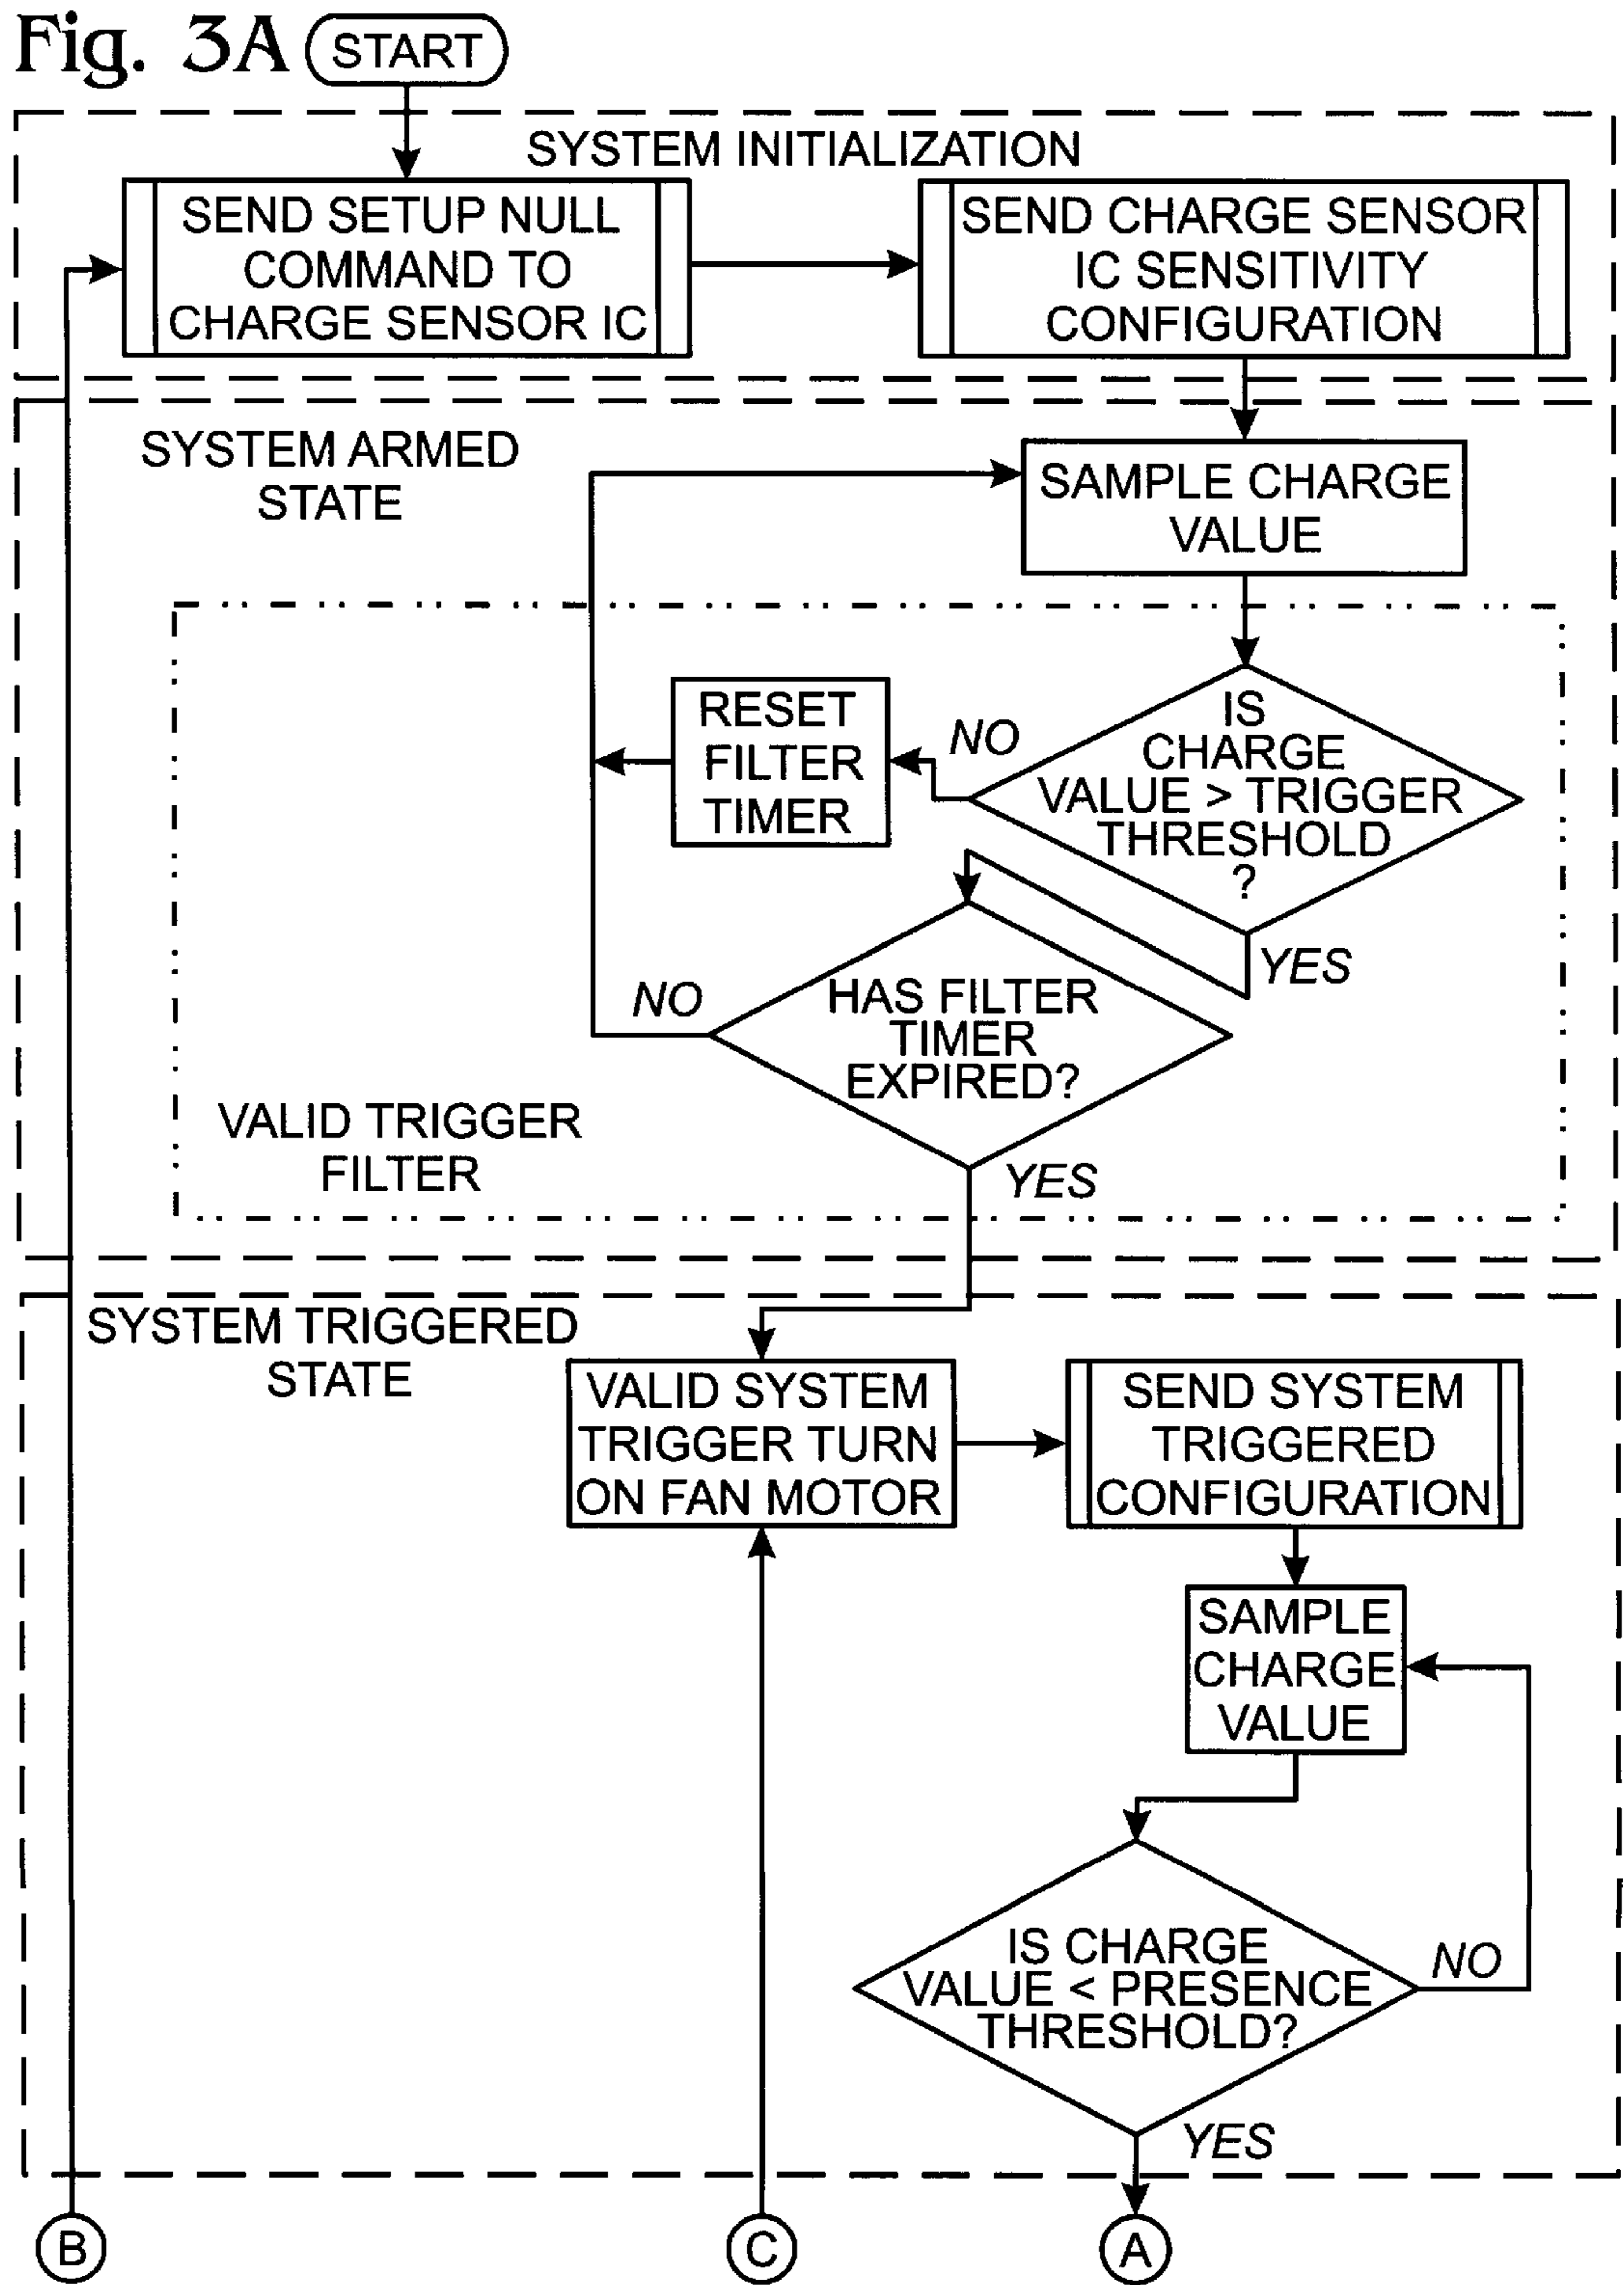 Fig. 3A
START
SYSTEM INITIALIZATION
SEND SETUP NULL
COMMAND TO
CHARGE SENSOR IC
SEND CHARGE SENSOR
IC SENSITIVITY
CONFIGURATION
SYSTEM ARMED
STATE
SAMPLE CHARGE
VALUE
RESET
FILTER
TIMER
NO
IS
CHARGE
VALUE > TRIGGER
THRESHOLD
?
YES
NO
HAS FILTER
TIMER
EXPIRED?
VALID TRIGGER
FILTER
YES
SYSTEM TRIGGERED
STATE
VALID SYSTEM
TRIGGER TURN
ON FAN MOTOR
SEND SYSTEM
TRIGGERED
CONFIGURATION
SAMPLE
CHARGE
VALUE
IS CHARGE
VALUE < PRESENCE
THRESHOLD?
NO
YES
B
C
A